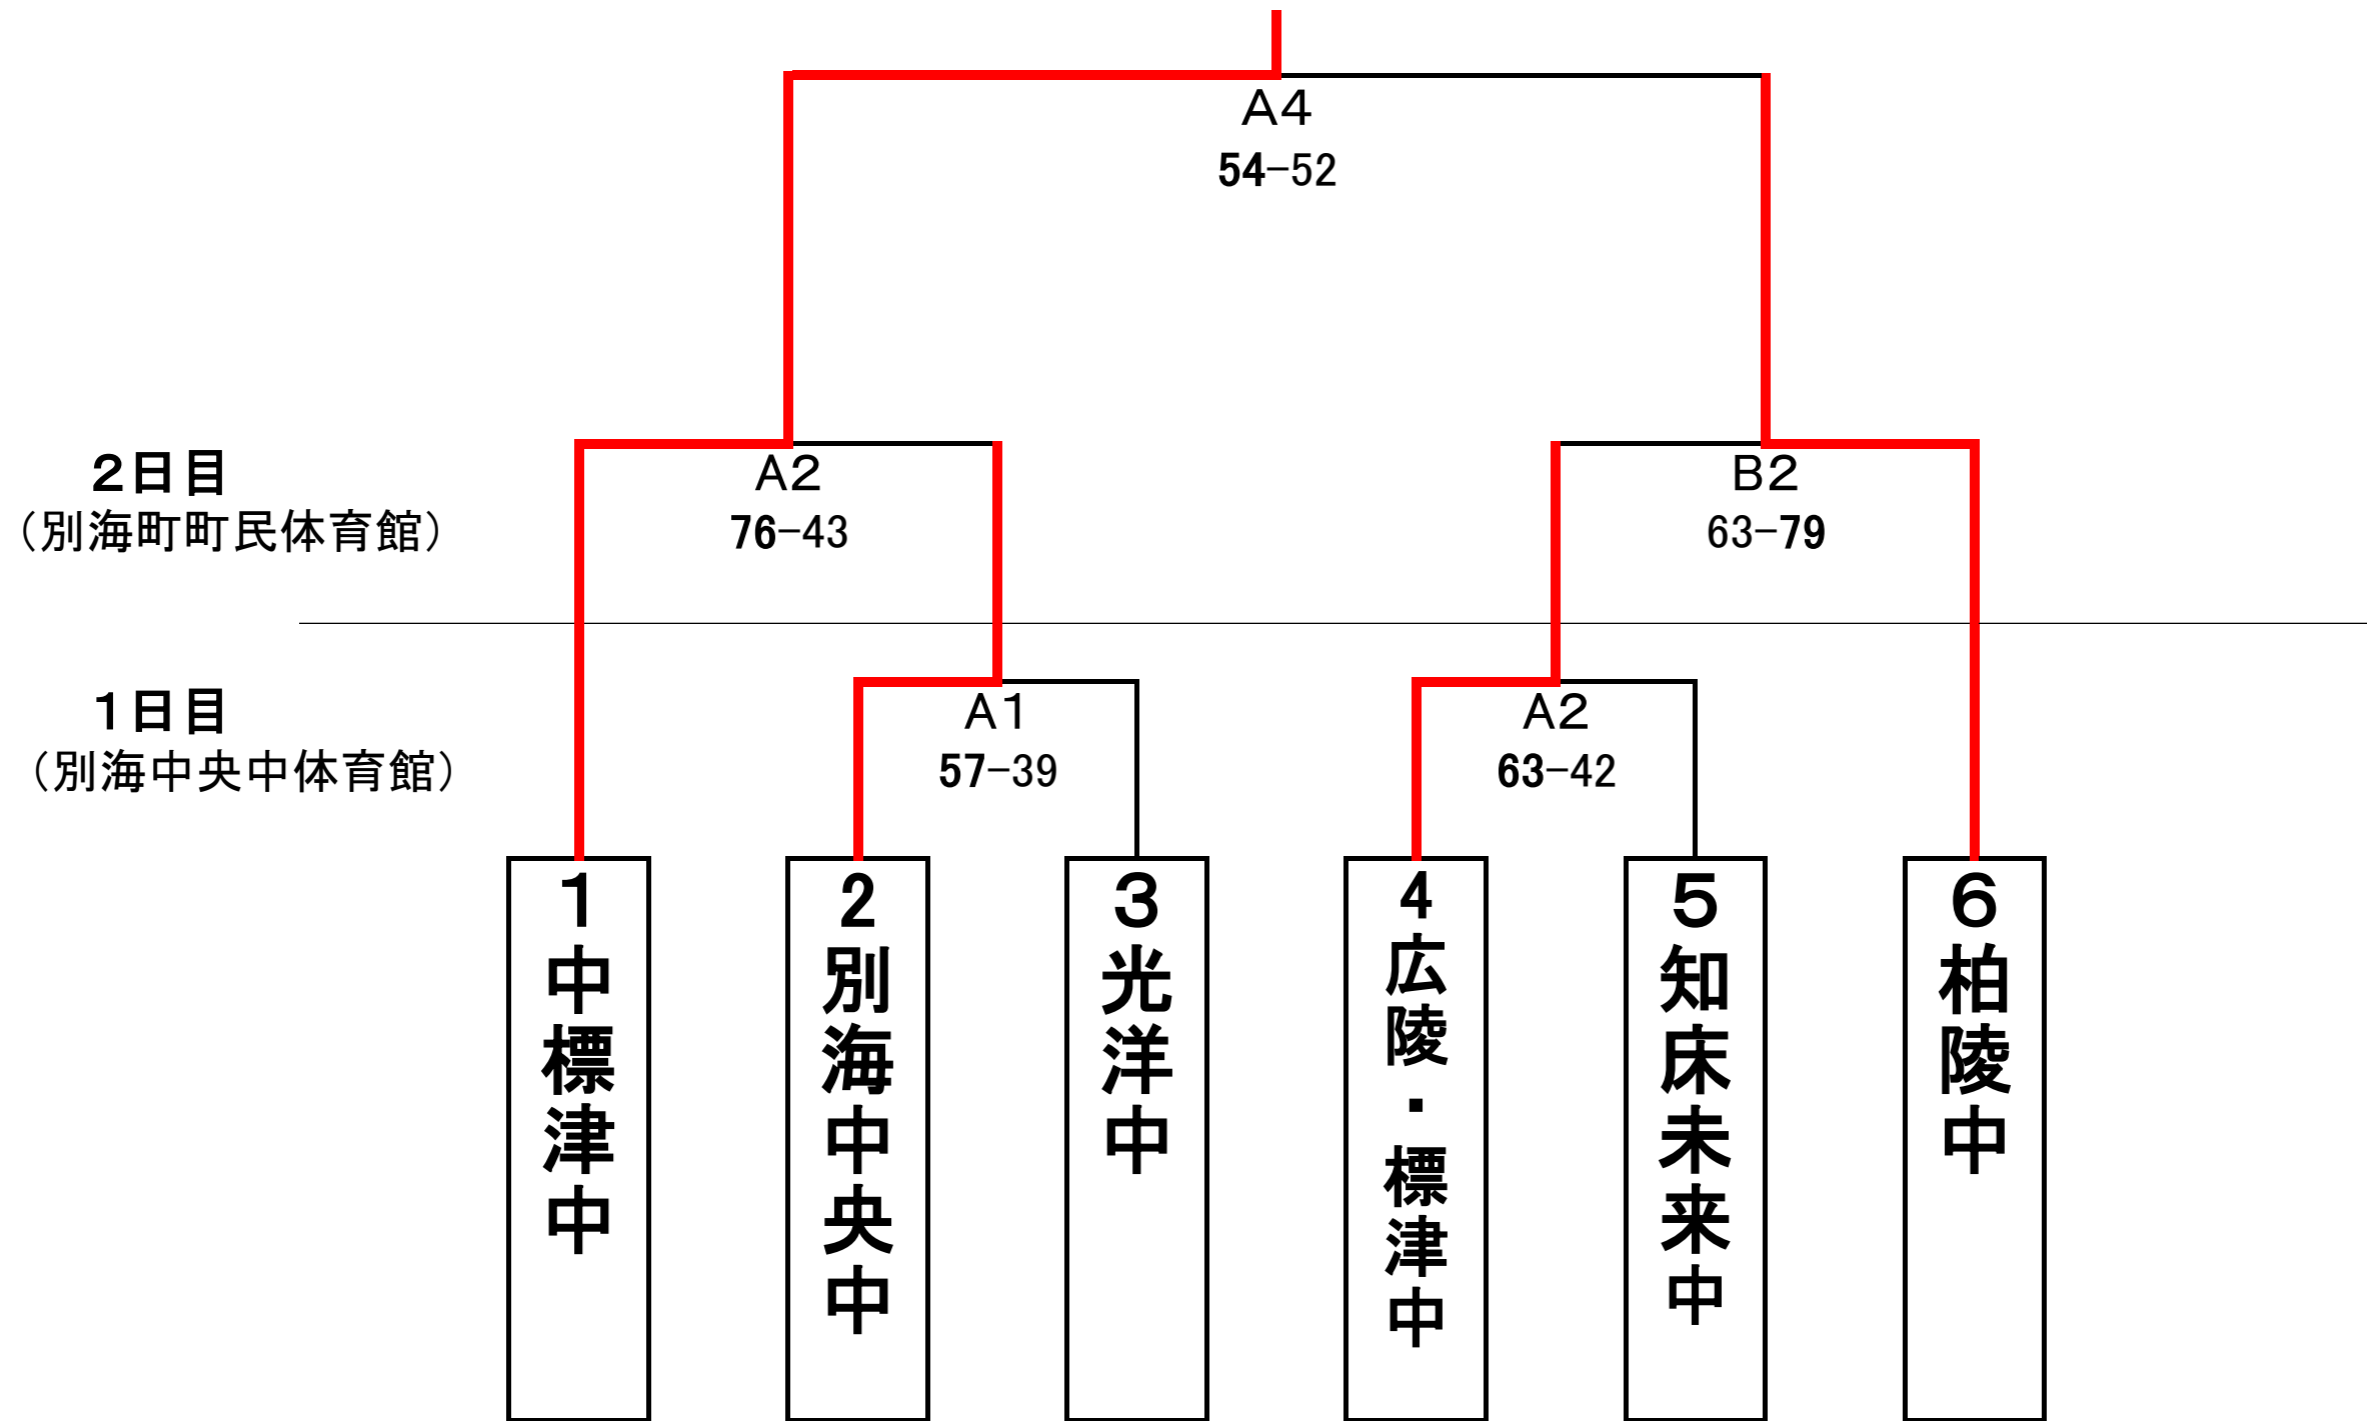 A4
54-52
2日目
(別海町町民体育館)
A2
76-43
B2
63-79
1日目
(別海中央中体育館)
A1
57-39
A2
63-42
1中標津中
2別海中央中
3光洋中
4広陵・標津中
5知床未来中
6柏陵中